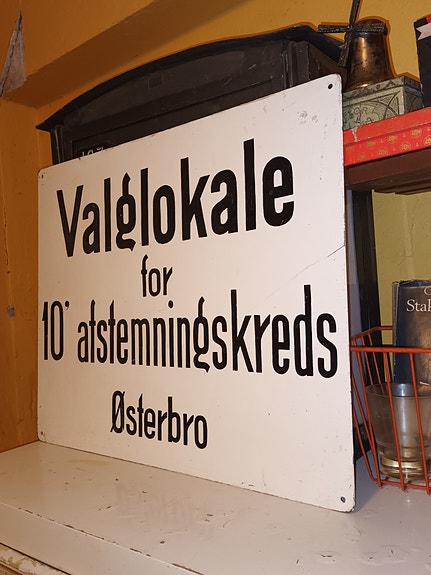 Valglokale
for
10' afstemningskreds
Østerbro